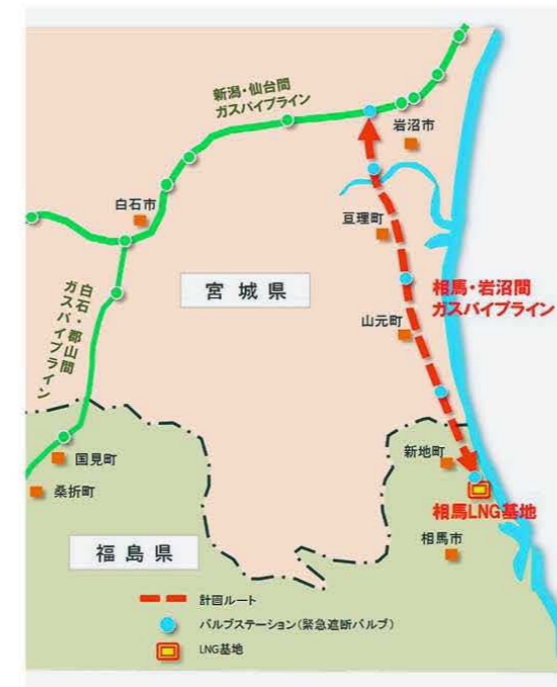 新潟・仙台間
ガスパイプライン
岩沼市
白石市
亘理町
宮城県
相馬・岩沼間
ガスパイプライン
白石・郡山間
ガスパイプライン
山元町
新地町
国見町
桑折町
相馬LNG基地
相馬市
福島県
計画ルート
バルブステーション(緊急遮断バルブ)
LNG基地